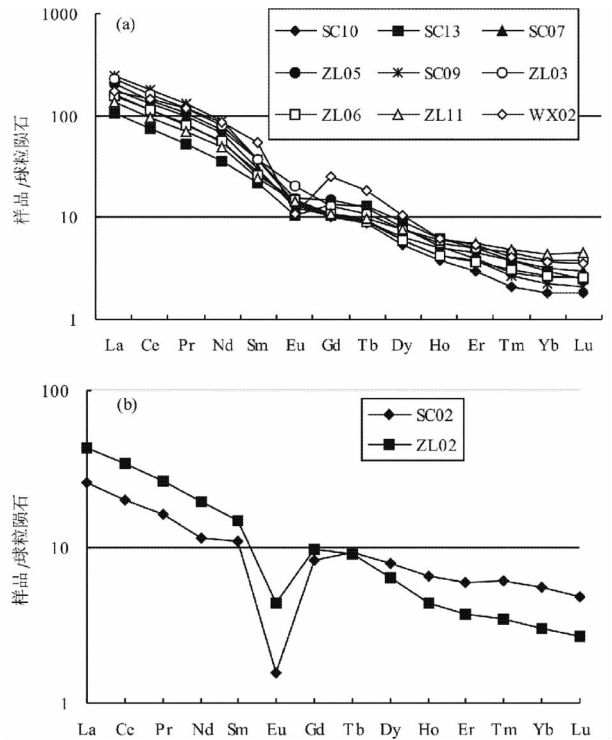 (a)
SC10 SC13 SC07
ZL05 SC09 ZL03
ZL06 ZL11 WX02
1000
100
10
1
样品/球粒陨石
La Ce Pr Nd Sm Eu Gd Tb Dy Ho Er Tm Yb Lu
(b)
SC02
ZL02
100
10
1
样品/球粒陨石
La Ce Pr Nd Sm Eu Gd Tb Dy Ho Er Tm Yb Lu